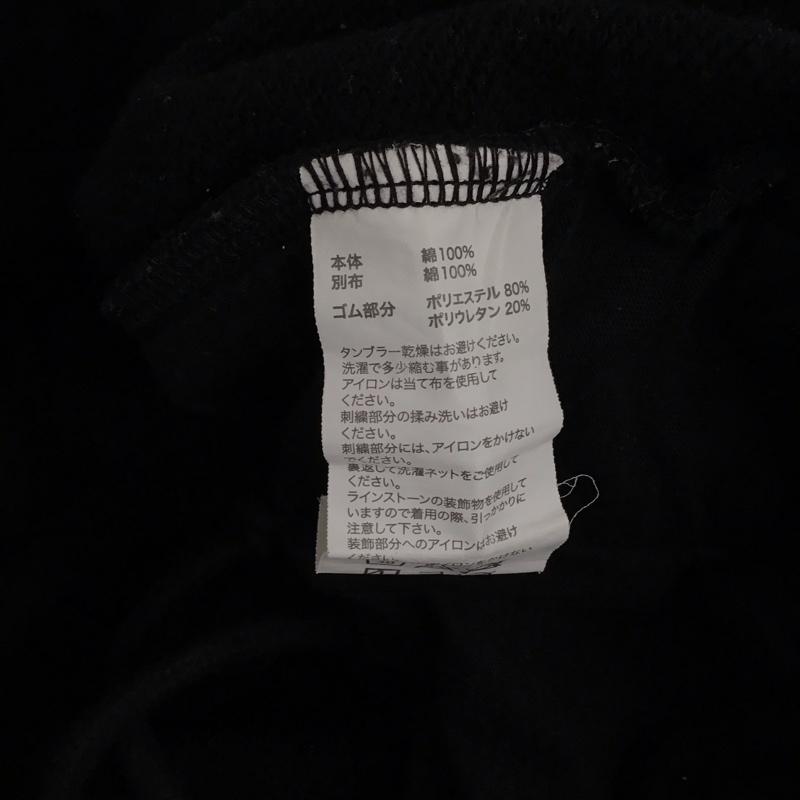 本体 綿100%
別布 綿100%
ゴム部分 ポリエステル 80%
ポリウレタン 20%
タンブラー乾燥はお避けください。
洗濯で多少縮む事があります。
アイロンは当て布を使用して
ください。
刺繍部分の揉み洗いはお避け
ください。
刺繍部分には、アイロンをかけない
でください。
裏返して洗濯ネットをご使用して
ください。
ラインストーンの装飾物を使用して
いますので着用の際、引っかかりに
注意して下さい。
装飾部分へのアイロンはお避け
ください。